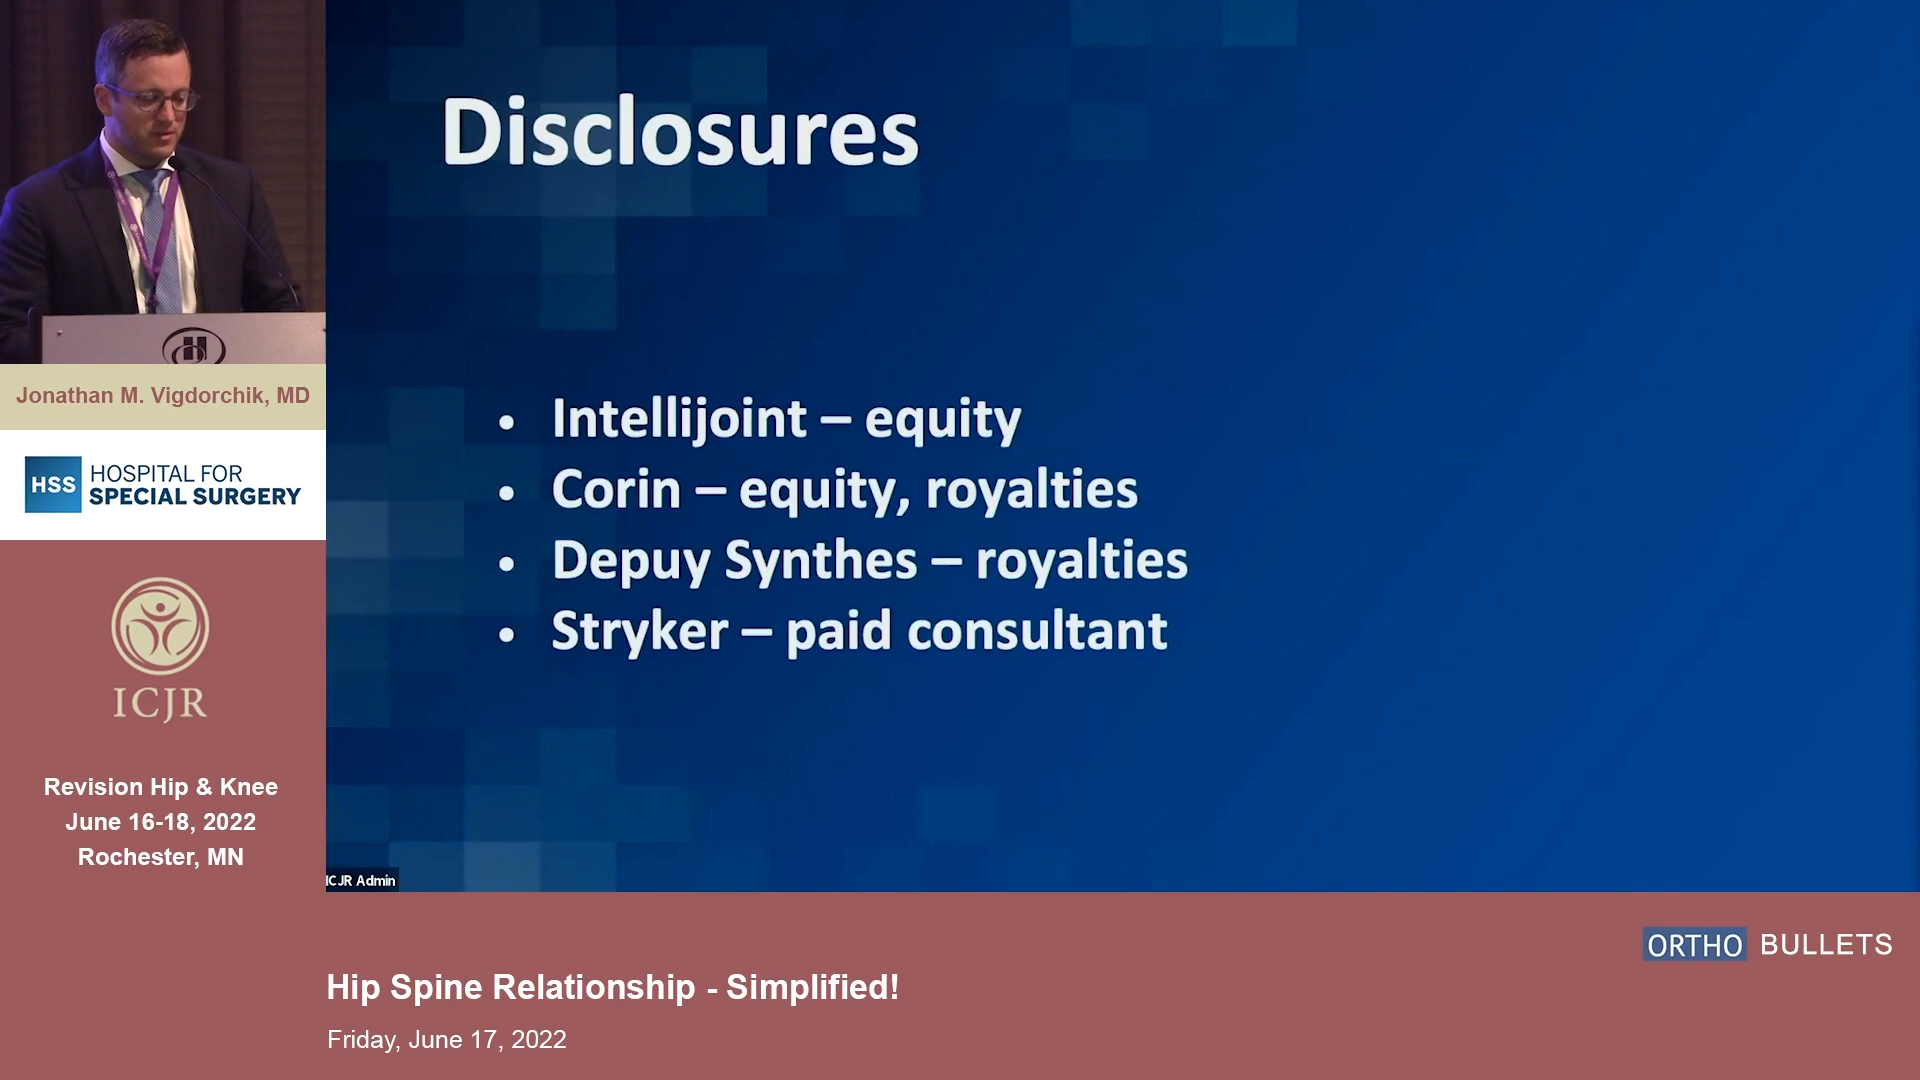 Disclosures
• Intellijoint – equity
• Corin – equity, royalties
• Depuy Synthes – royalties
• Stryker – paid consultant
ICJR Admin
Jonathan M. Vigdorchik, MD
HSS
HOSPITAL FOR
SPECIAL SURGERY
ICJR
Revision Hip & Knee
June 16-18, 2022
Rochester, MN
Hip Spine Relationship - Simplified!
Friday, June 17, 2022
ORTHO BULLETS